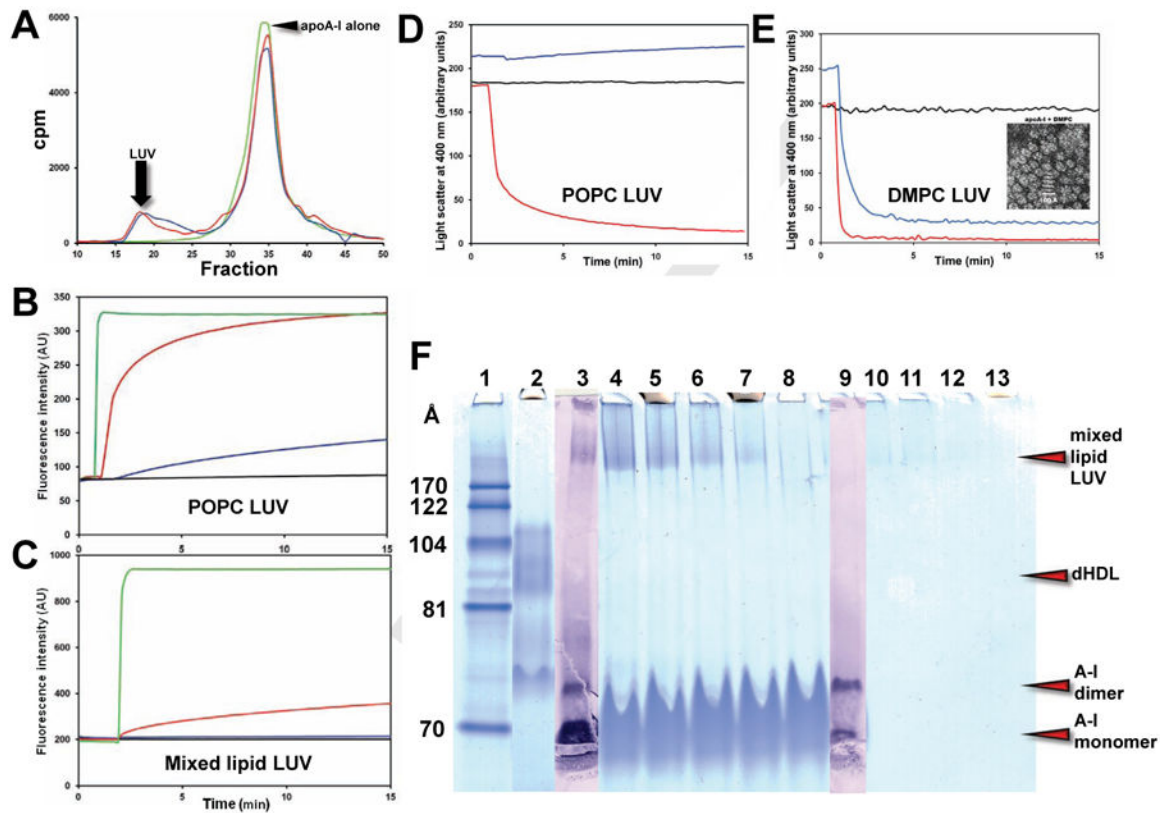 A
6000
4000
2000
0
cpm
apoA-I alone
LUV
10 15 20 25 30 35 40 45 50
Fraction
B
350
300
250
200
150
100
50
0
Fluorescence intensity (AU)
POPC LUV
5 10 15
C
1000
800
600
400
200
0
Fluorescence intensity (AU)
Mixed lipid LUV
0 5 10 15
Time (min)
D
250
200
150
100
50
0
Light scatter at 400 nm (arbitrary units)
POPC LUV
0 5 10 15
Time (min)
E
300
250
200
150
100
50
0
Light scatter at 400 nm (arbitrary units)
apoA-I + DMPC
DMPC LUV
0 5 10 15
Time (min)
F
1 2 3 4 5 6 7 8 9 10 11 12 13
Å
170
122
104
81
70
mixed
lipid
LUV
dHDL
A-I
dimer
A-I
monomer